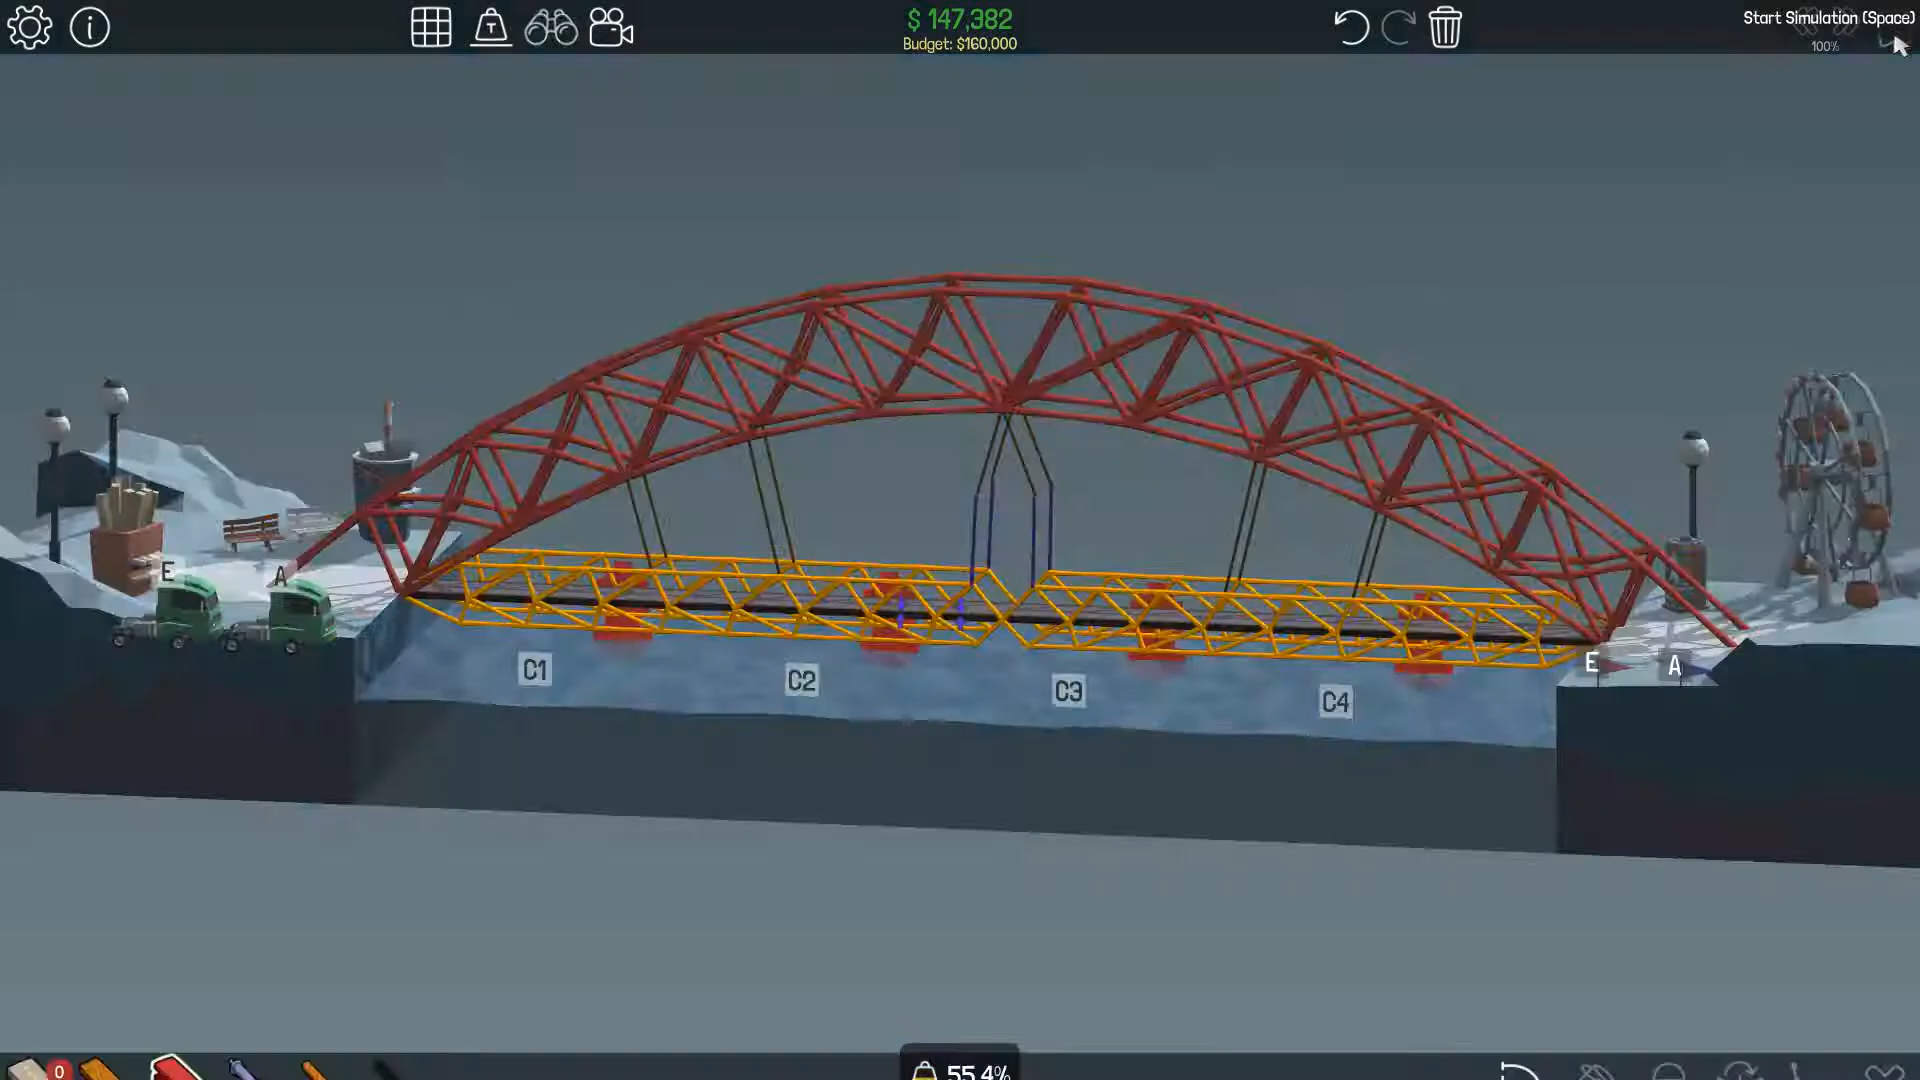 $ 147,382
Budget: $160,000
Start Simulation (Space)
100%
E
A
C1
C2
C3
C4
E
A
0
55.4%